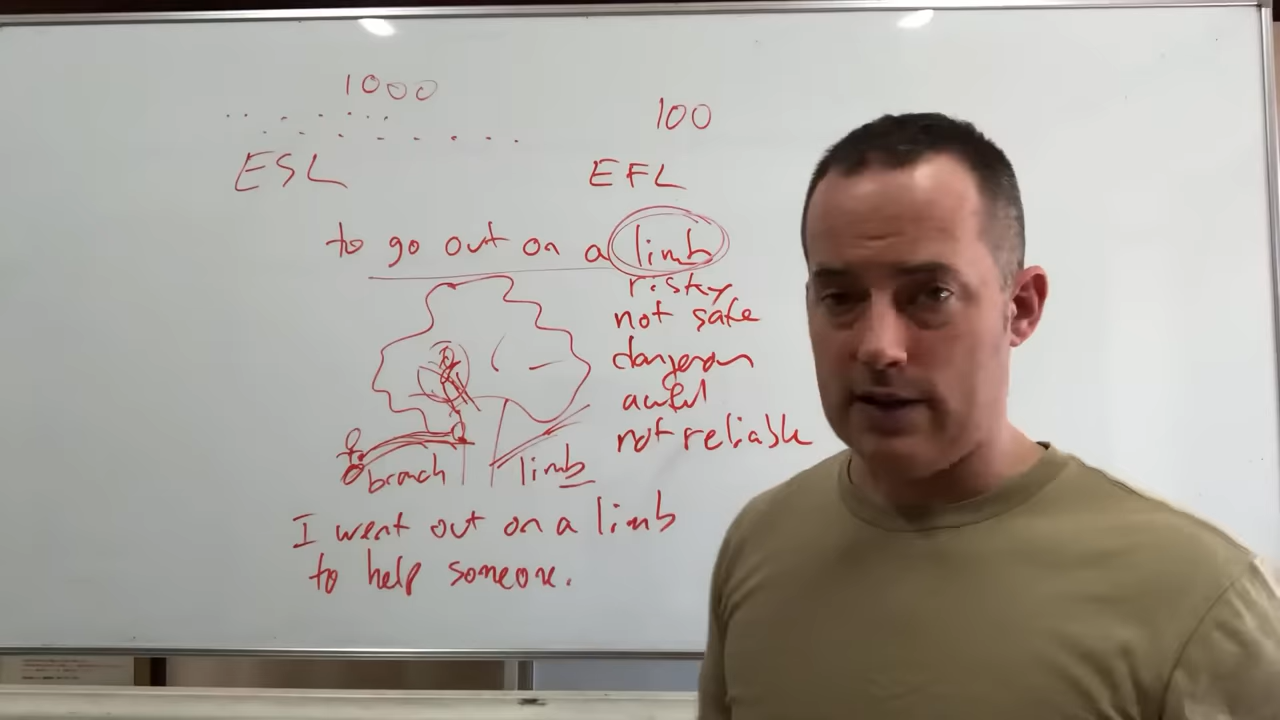 1000
100
ESL
EFL
to go out on a limb
risky
not safe
dangerous
awful
not reliable
branch
limb
I went out on a limb
to help someone.